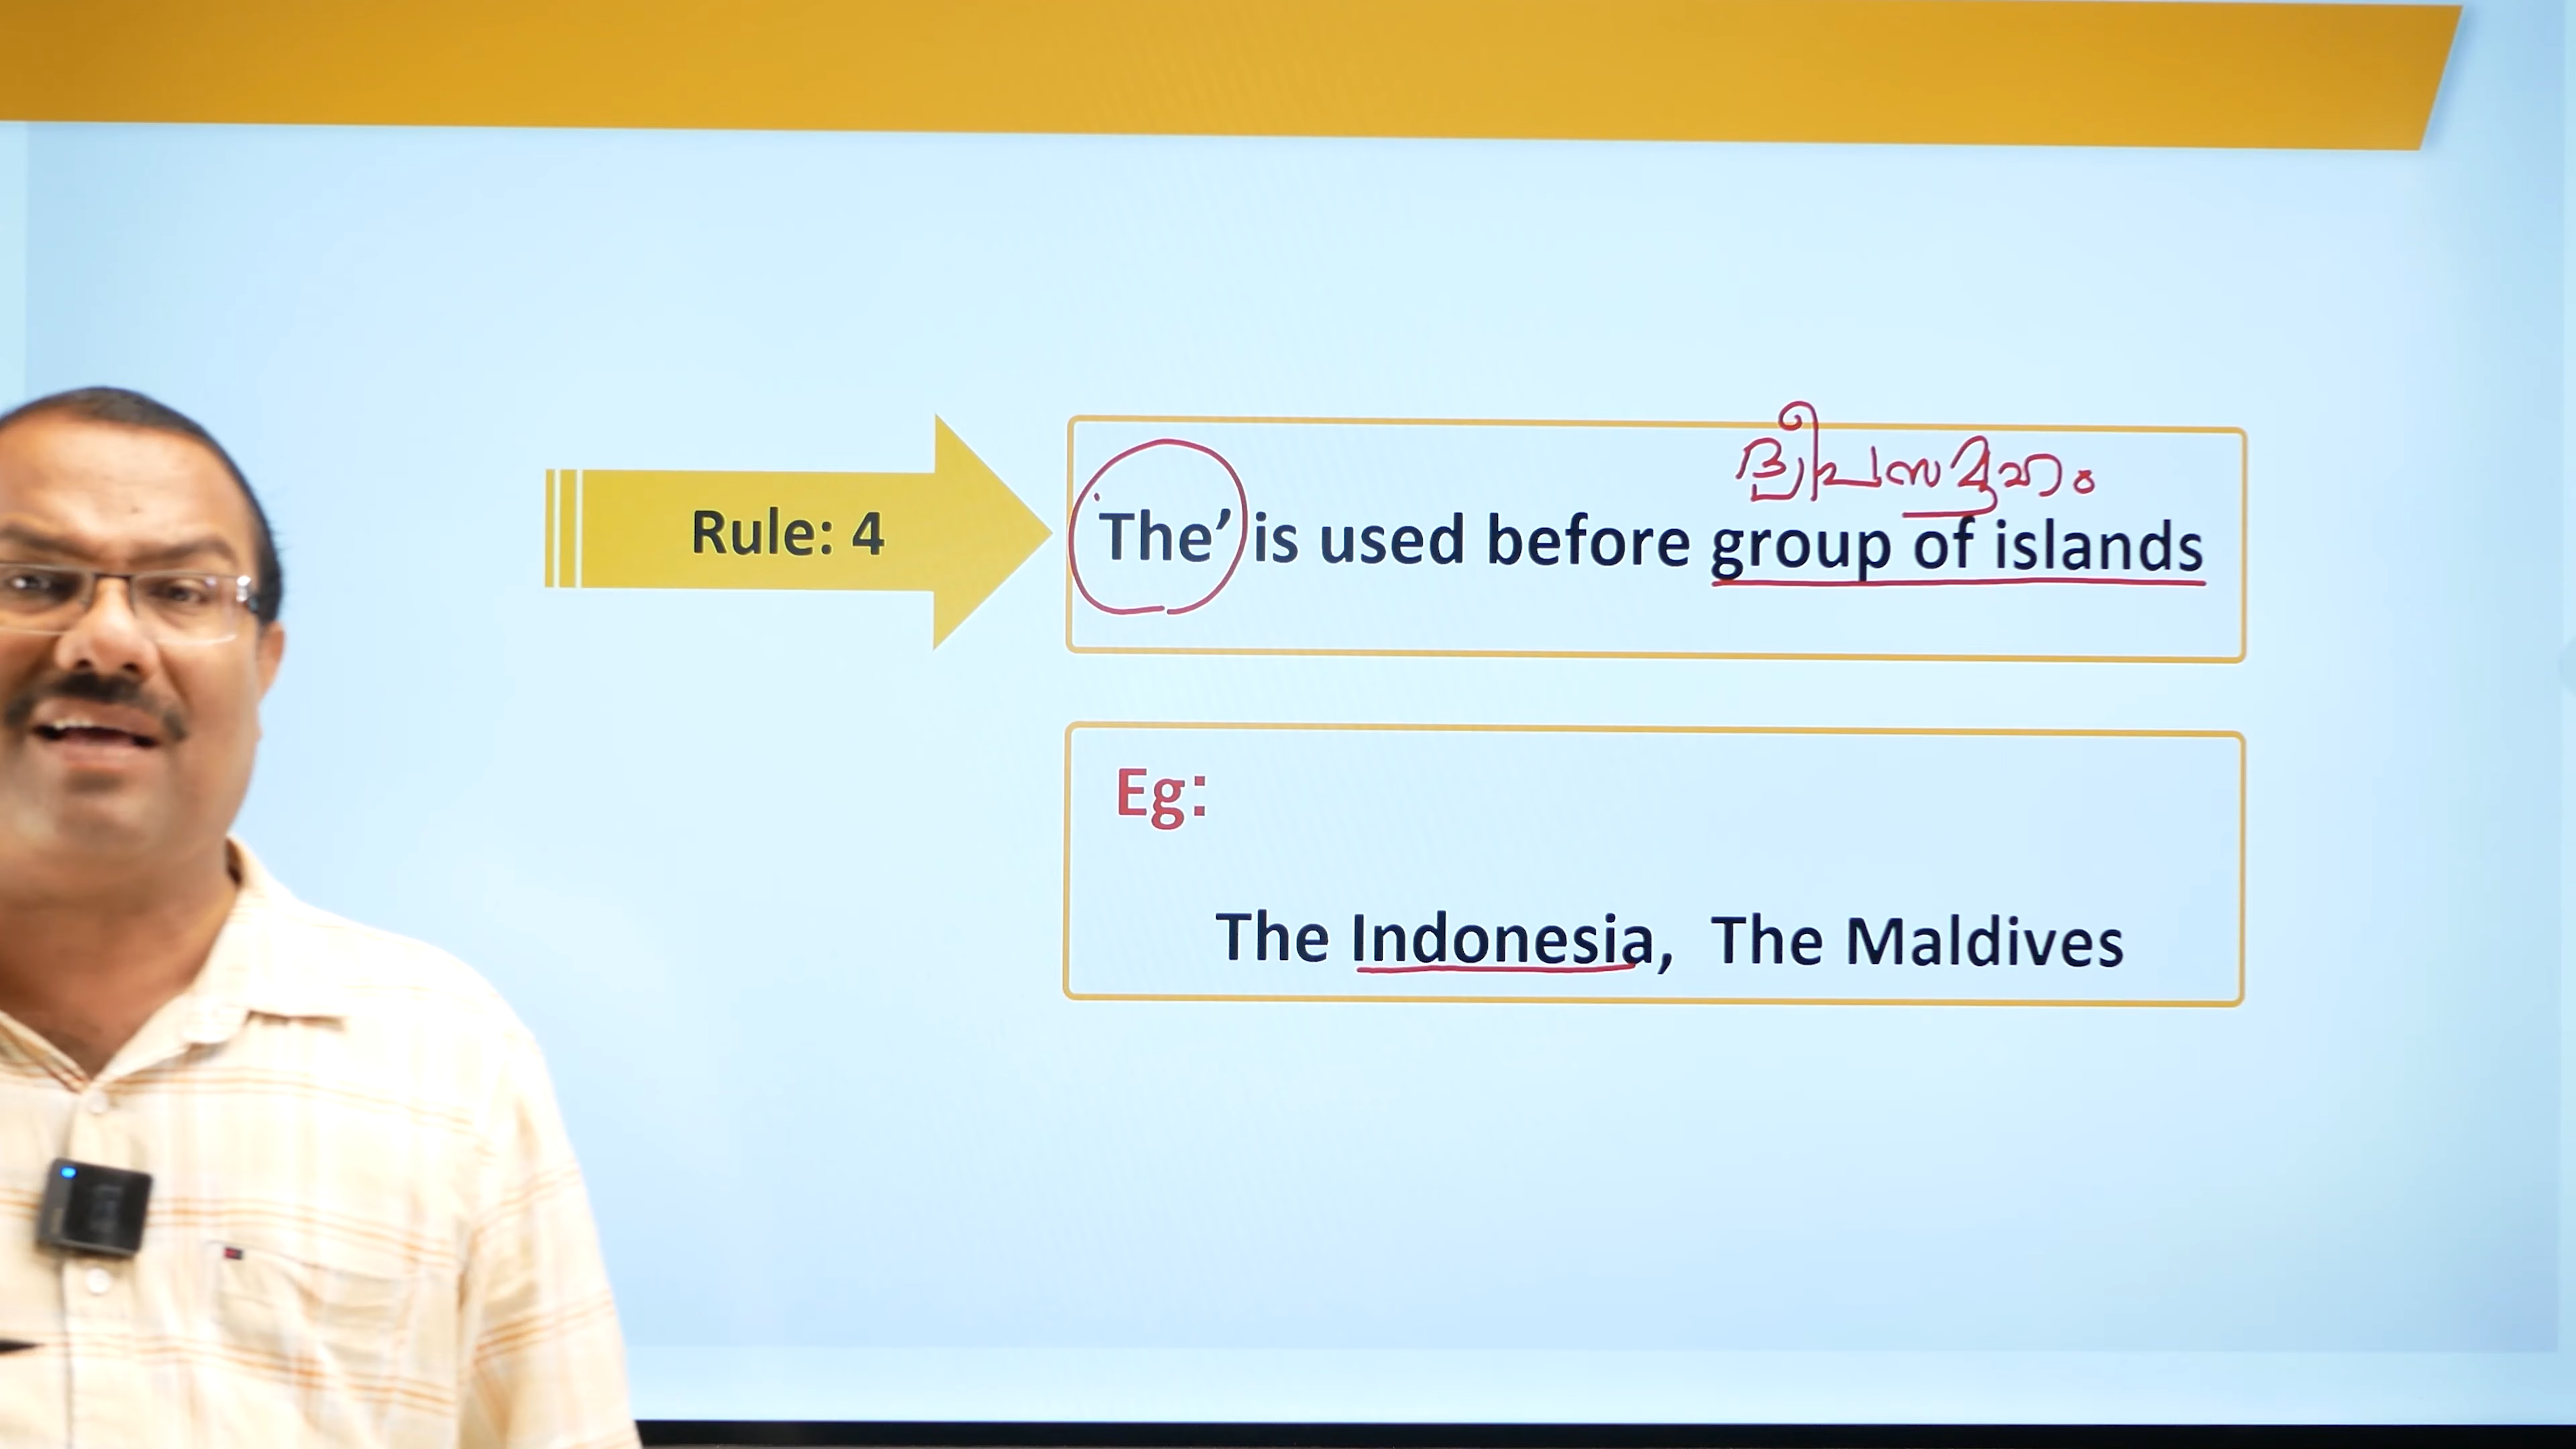 Rule: 4
ദ്വീപസമൂഹം
'The' is used before group of islands
Eg:
The Indonesia, The Maldives